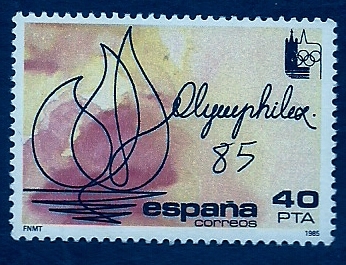 Olymphilex.
85
españa
correos
40
PTA
FNMT
1985